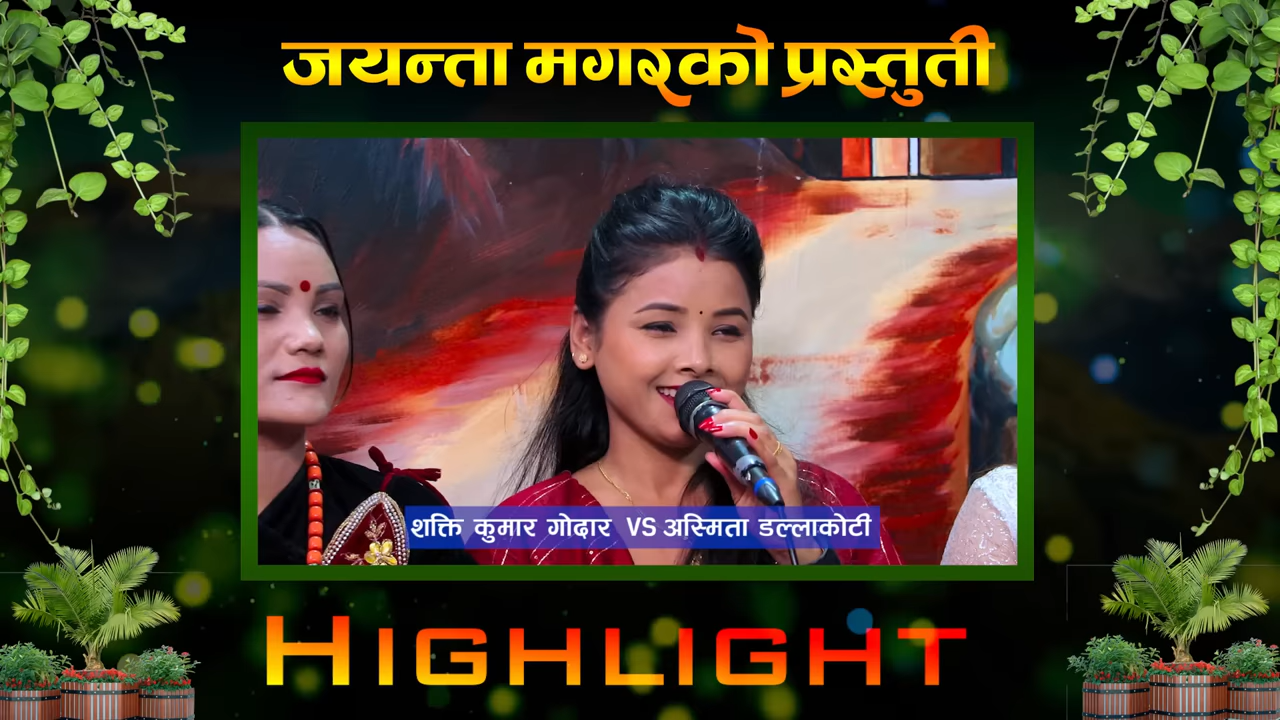 जयन्ता मगरको प्रस्तुती
शक्ति कुमार गोदार VS अस्मिता डल्लाकोटी
HIGHLIGHT